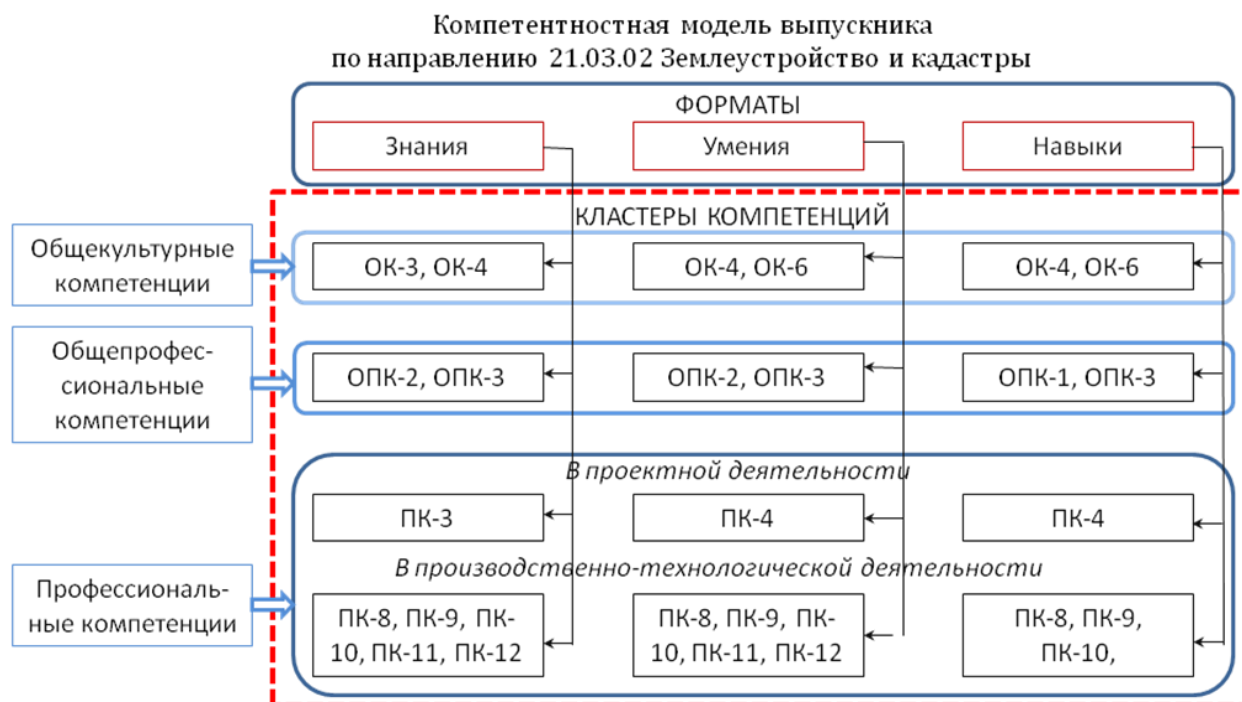 Компетентностная модель выпускника
по направлению 21.03.02 Землеустройство и кадастры
ФОРМАТЫ
Знания
Умения
Навыки
КЛАСТЕРЫ КОМПЕТЕНЦИЙ
Общекультурные
компетенции
ОК-3, ОК-4
ОК-4, ОК-6
ОК-4, ОК-6
Общепрофес-
сиональные
компетенции
ОПК-2, ОПК-3
ОПК-2, ОПК-3
ОПК-1, ОПК-3
В проектной деятельности
ПК-3
ПК-4
ПК-4
В производственно-технологической деятельности
Профессиональ-
ные компетенции
ПК-8, ПК-9, ПК-
10, ПК-11, ПК-12
ПК-8, ПК-9, ПК-
10, ПК-11, ПК-12
ПК-8, ПК-9,
ПК-10,